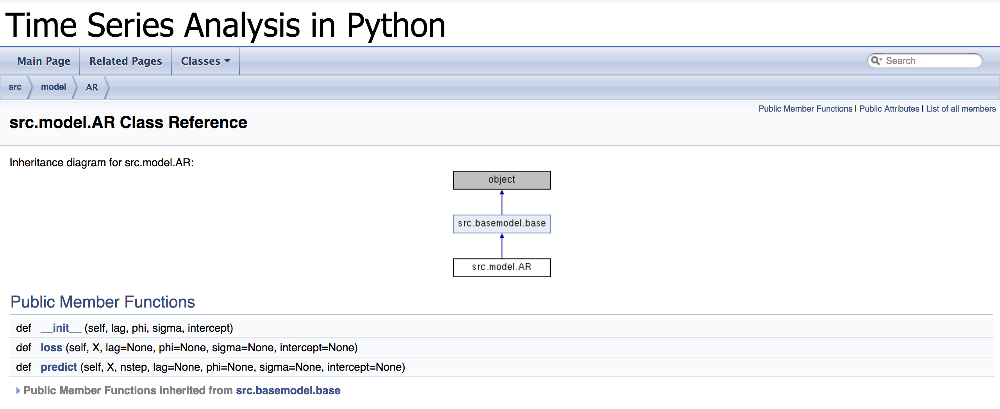 Time Series Analysis in Python
Main Page Related Pages Classes Search
src model AR
Public Member Functions | Public Attributes | List of all members
src.model.AR Class Reference
Inheritance diagram for src.model.AR:
object
src.basemodel.base
src.model.AR
Public Member Functions
def __init__ (self, lag, phi, sigma, intercept)
def loss (self, X, lag=None, phi=None, sigma=None, intercept=None)
def predict (self, X, nstep, lag=None, phi=None, sigma=None, intercept=None)
Public Member Functions inherited from src.basemodel.base